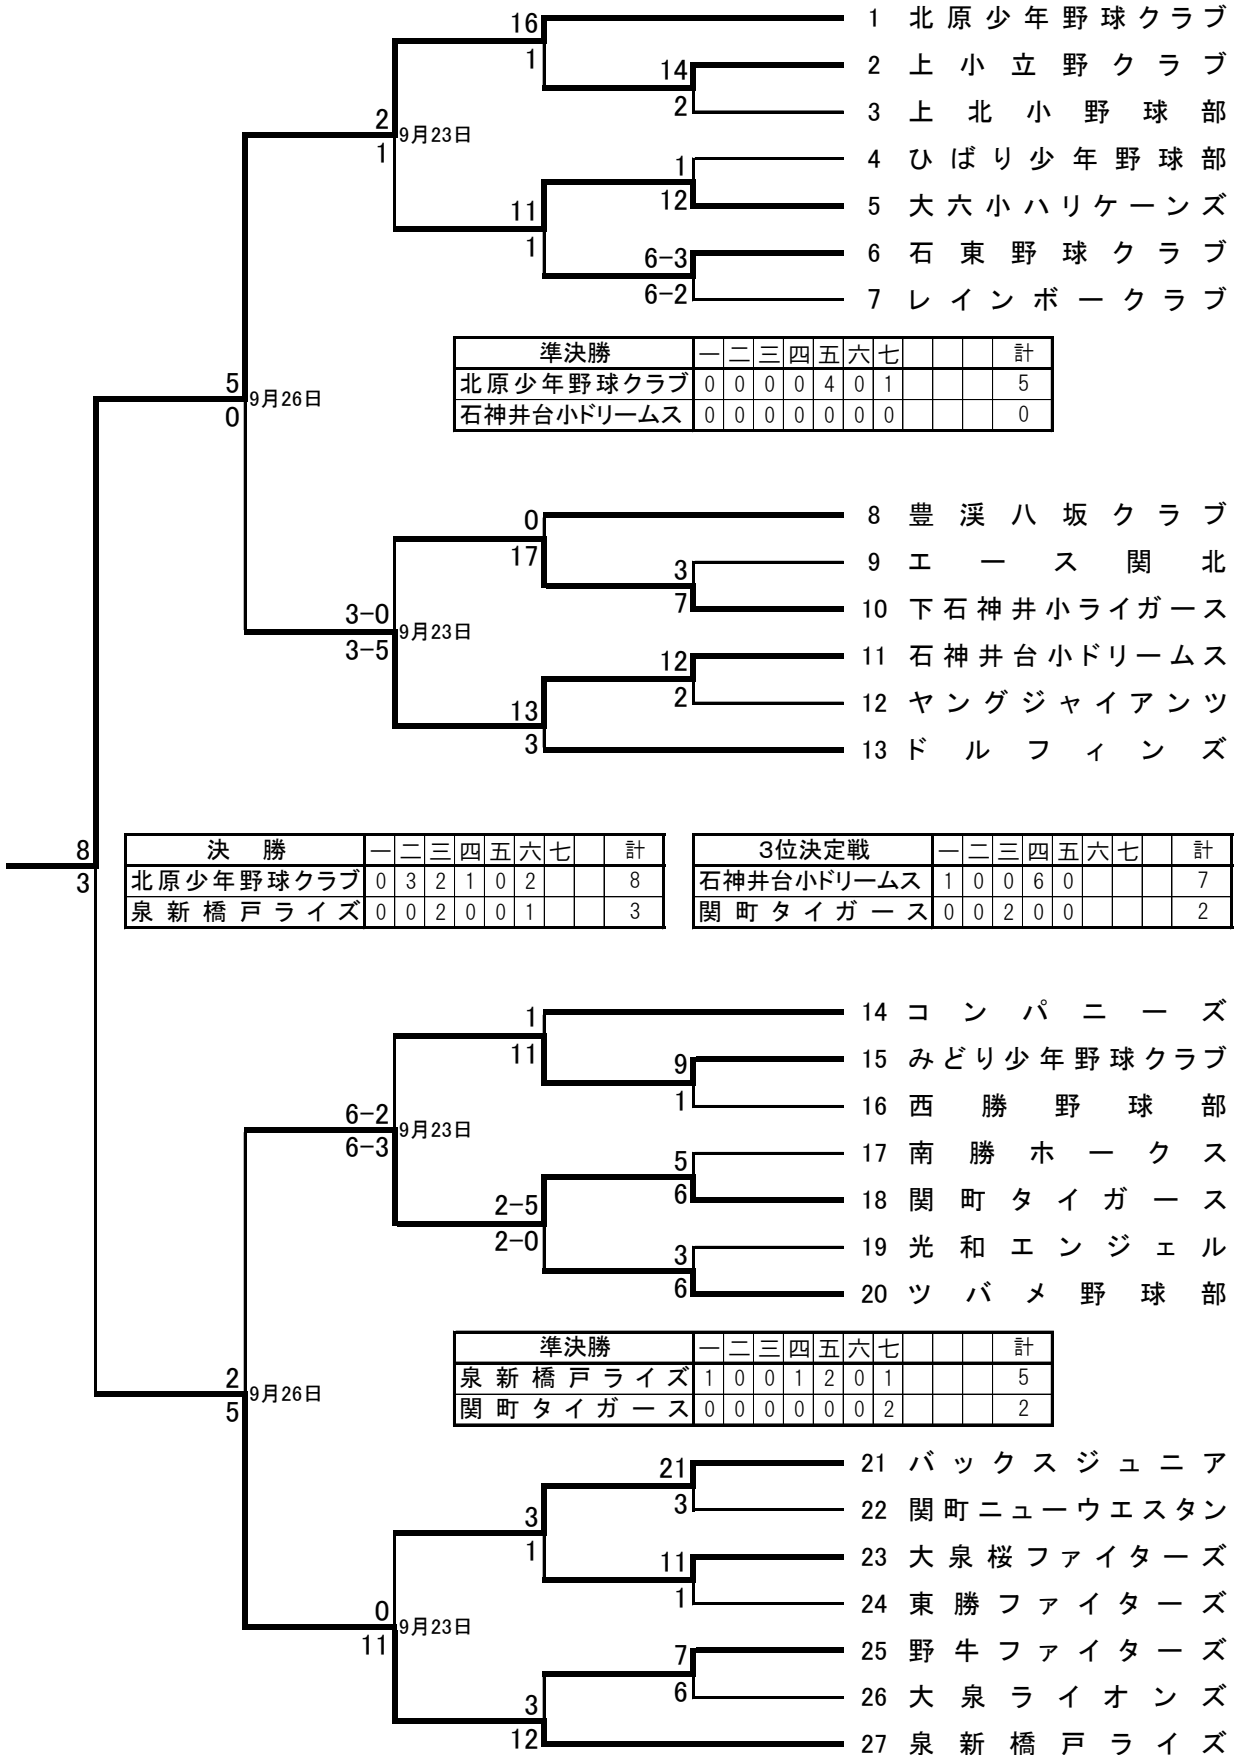 16
1 北原少年野球クラブ
1
14
2 上小立野クラブ
2
3 上北小野球部
2
9月23日
1
1
4 ひばり少年野球部
12
5 大六小ハリケーンズ
11
1
6-3
6 石東野球クラブ
6-2
7 レインボークラブ
準決勝 一 二 三 四 五 六 七 計
北原少年野球クラブ 0 0 0 0 4 0 1 5
石神井台小ドリームス 0 0 0 0 0 0 0 0
5
9月26日
0
0
8 豊渓八坂クラブ
17
3
9 エース関北
7
10 下石神井小ライガース
3-0
9月23日
3-5
12
11 石神井台小ドリームス
2
12 ヤングジャイアンツ
13
3
13 ドルフィンズ
8
3
決勝 一 二 三 四 五 六 七 計
北原少年野球クラブ 0 3 2 1 0 2 8
泉新橋戸ライズ 0 0 2 0 0 1 3
3位決定戦 一 二 三 四 五 六 七 計
石神井台小ドリームス 1 0 0 6 0 7
関町タイガース 0 0 2 0 0 2
1
14 コンパニーズ
11
9
15 みどり少年野球クラブ
1
16 西勝野球部
6-2
9月23日
6-3
5
17 南勝ホークス
6
18 関町タイガース
2-5
2-0
3
19 光和エンジェル
6
20 ツバメ野球部
準決勝 一 二 三 四 五 六 七 計
泉新橋戸ライズ 1 0 0 1 2 0 1 5
関町タイガース 0 0 0 0 0 0 2 2
2
9月26日
5
21
21 バックスジュニア
3
22 関町ニューウエスタン
3
1
11
23 大泉桜ファイターズ
1
24 東勝ファイターズ
0
9月23日
11
7
25 野牛ファイターズ
6
26 大泉ライオンズ
3
12
27 泉新橋戸ライズ